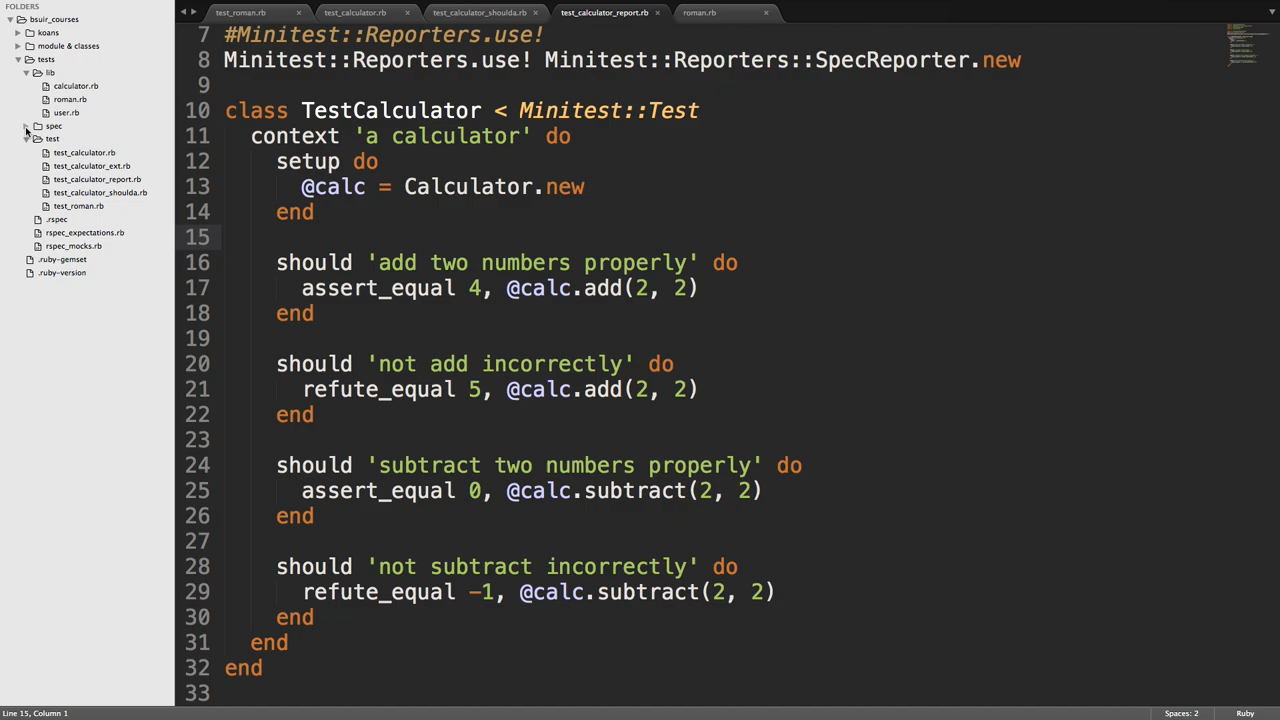 FOLDERS
bsuir_courses
koans
module & classes
tests
lib
calculator.rb
roman.rb
user.rb
spec
test
test_calculator.rb
test_calculator_ext.rb
test_calculator_report.rb
test_calculator_shoulda.rb
test_roman.rb
.rspec
rspec_expectations.rb
rspec_mocks.rb
.ruby-gemset
.ruby-version
test_roman.rb × test_calculator.rb × test_calculator_shoulda.rb × test_calculator_report.rb × roman.rb ×
7 #Minitest::Reporters.use!
8 Minitest::Reporters.use! Minitest::Reporters::SpecReporter.new
9
10 class TestCalculator < Minitest::Test
11 context 'a calculator' do
12 setup do
13 @calc = Calculator.new
14 end
15
16 should 'add two numbers properly' do
17 assert_equal 4, @calc.add(2, 2)
18 end
19
20 should 'not add incorrectly' do
21 refute_equal 5, @calc.add(2, 2)
22 end
23
24 should 'subtract two numbers properly' do
25 assert_equal 0, @calc.subtract(2, 2)
26 end
27
28 should 'not subtract incorrectly' do
29 refute_equal -1, @calc.subtract(2, 2)
30 end
31 end
32 end
33
Line 15, Column 1 Spaces: 2 Ruby